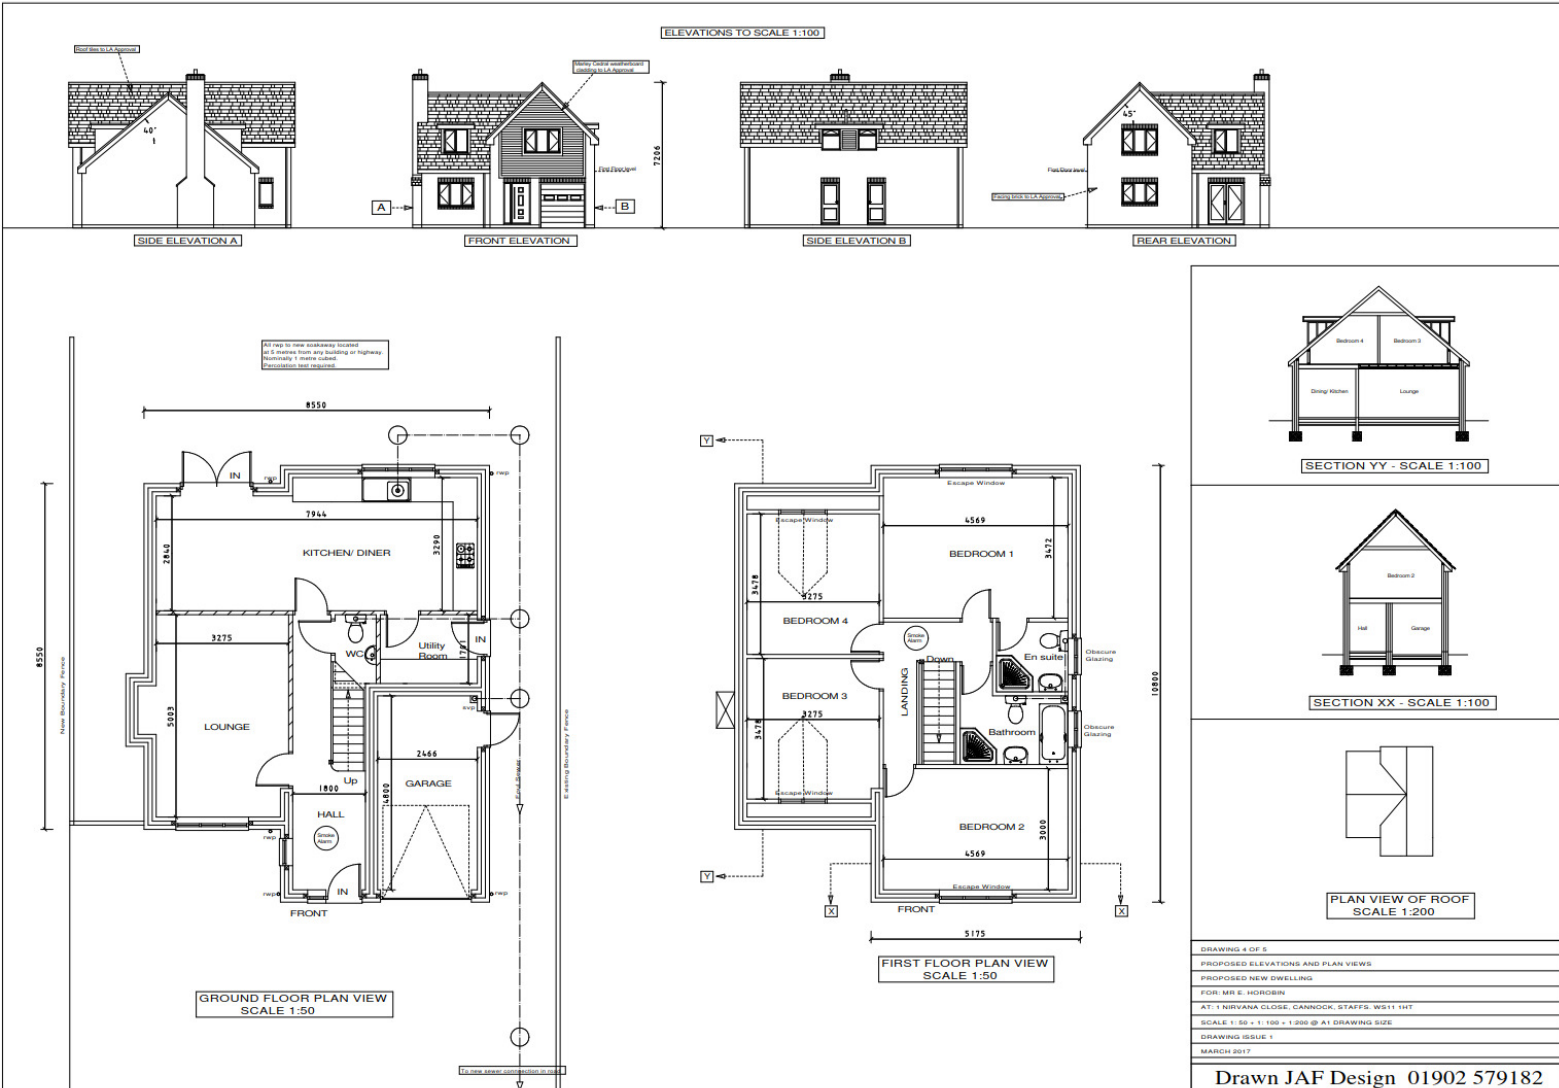 ELEVATIONS TO SCALE 1:100
Roof tiles to LA Approval
40°
SIDE ELEVATION A
Marley Cedral weatherboard
cladding to LA Approval
First Floor level
7206
A
B
FRONT ELEVATION
SIDE ELEVATION B
45°
First Floor level
Facing brick to LA Approval
REAR ELEVATION
All rwp to new soakaway located
at 5 metres from any building or highway.
Nominally 1 metre cubed.
Percolation test required.
8550
8550
New Boundary Fence
IN
rwp
rwp
7944
2840
3290
KITCHEN/ DINER
3275
WC
Utility
Room
1701
IN
5003
LOUNGE
svp
2466
Up
1800
GARAGE
4800
HALL
Smoke
Alarm
rwp
rwp
IN
rwp
FRONT
Foul Sewer
Existing Boundary Fence
To new sewer connnection in road
GROUND FLOOR PLAN VIEW
SCALE 1:50
Y
Escape Window
Escape Window
4569
BEDROOM 1
3472
3478
3275
BEDROOM 4
Smoke
Alarm
Down
En suite
Obscure
Glazing
BEDROOM 3
LANDING
3275
3478
Bathroom
Obscure
Glazing
10800
Escape Window
BEDROOM 2
3000
4569
Escape Window
Y
X
X
FRONT
5175
FIRST FLOOR PLAN VIEW
SCALE 1:50
Bedroom 4
Bedroom 3
Dining/ Kitchen
Lounge
SECTION YY - SCALE 1:100
Bedroom 2
Hall
Garage
SECTION XX - SCALE 1:100
PLAN VIEW OF ROOF
SCALE 1:200
DRAWING 4 OF 5
PROPOSED ELEVATIONS AND PLAN VIEWS
PROPOSED NEW DWELLING
FOR: MR E. HOROBIN
AT: 1 NIRVANA CLOSE, CANNOCK, STAFFS. WS11 1HT
SCALE 1: 50 + 1: 100 + 1:200 @ A1 DRAWING SIZE
DRAWING ISSUE 1
MARCH 2017
Drawn JAF Design 01902 579182